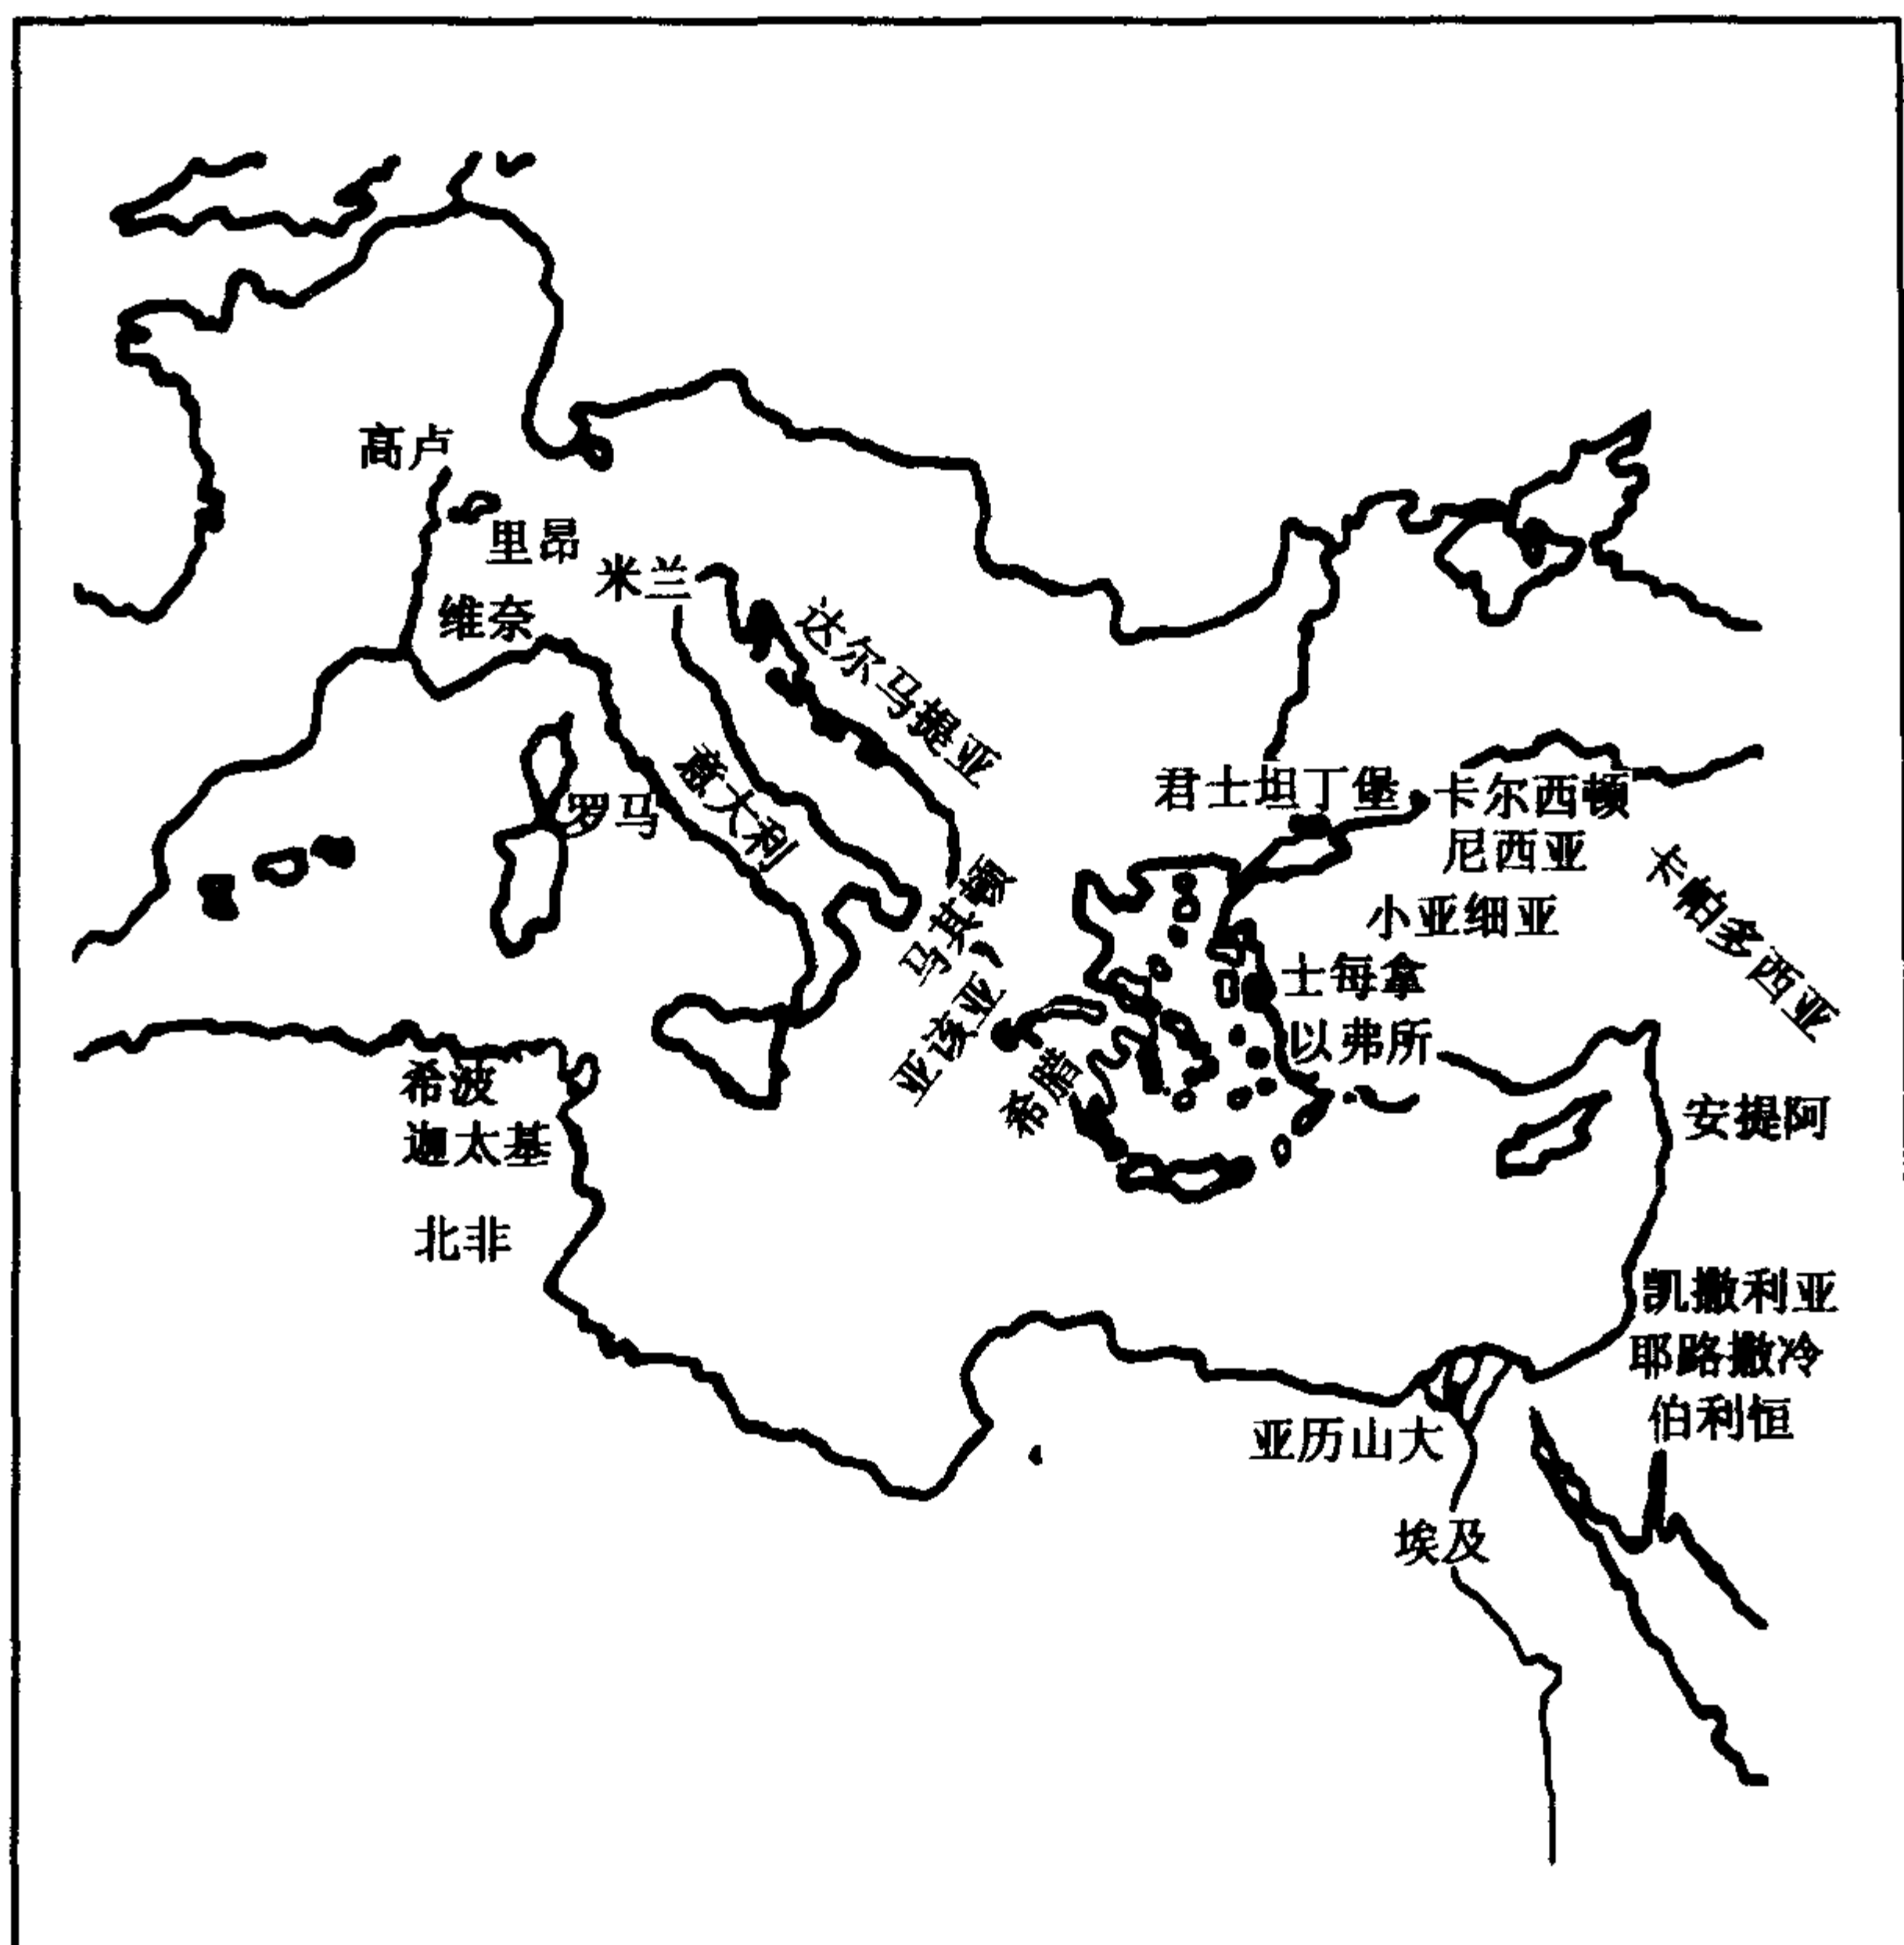 高卢
里昂
米兰
维奈
达尔马提亚
意大利
罗马
君士坦丁堡
卡尔西顿
尼西亚
卡帕多西亚
小亚细亚
马其顿
士每拿
亚该亚
以弗所
希腊
希波
迦太基
安提阿
北非
凯撒利亚
耶路撒冷
伯利恒
亚历山大
埃及